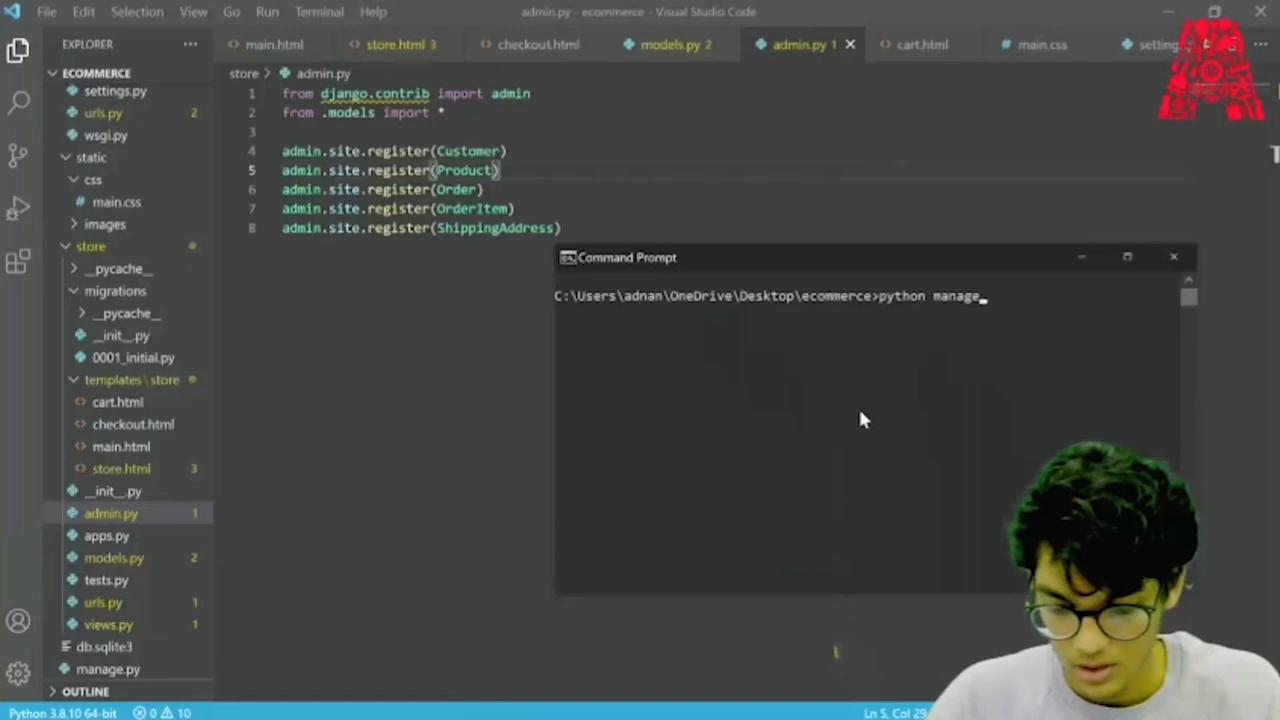 File Edit Selection View Go Run Terminal Help admin.py - ecommerce - Visual Studio Code
EXPLORER
main.html store.html 3 checkout.html models.py 2 admin.py 1 cart.html main.css
ECOMMERCE
settings.py
urls.py 2
wsgi.py
static
css
main.css
images
store
__pycache__
migrations
__pycache__
__init__.py
0001_initial.py
templates\store
cart.html
checkout.html
main.html
store.html 3
__init__.py
admin.py 1
apps.py
models.py 2
tests.py
urls.py 1
views.py 1
db.sqlite3
manage.py
OUTLINE
store > admin.py
1 from django.contrib import admin
2 from .models import *
3
4 admin.site.register(Customer)
5 admin.site.register(Product)
6 admin.site.register(Order)
7 admin.site.register(OrderItem)
8 admin.site.register(ShippingAddress)
Command Prompt
C:\Users\adnan\OneDrive\Desktop\ecommerce>python manage_
Python 3.8.10 64-bit 0 10 Ln 5, Col 29